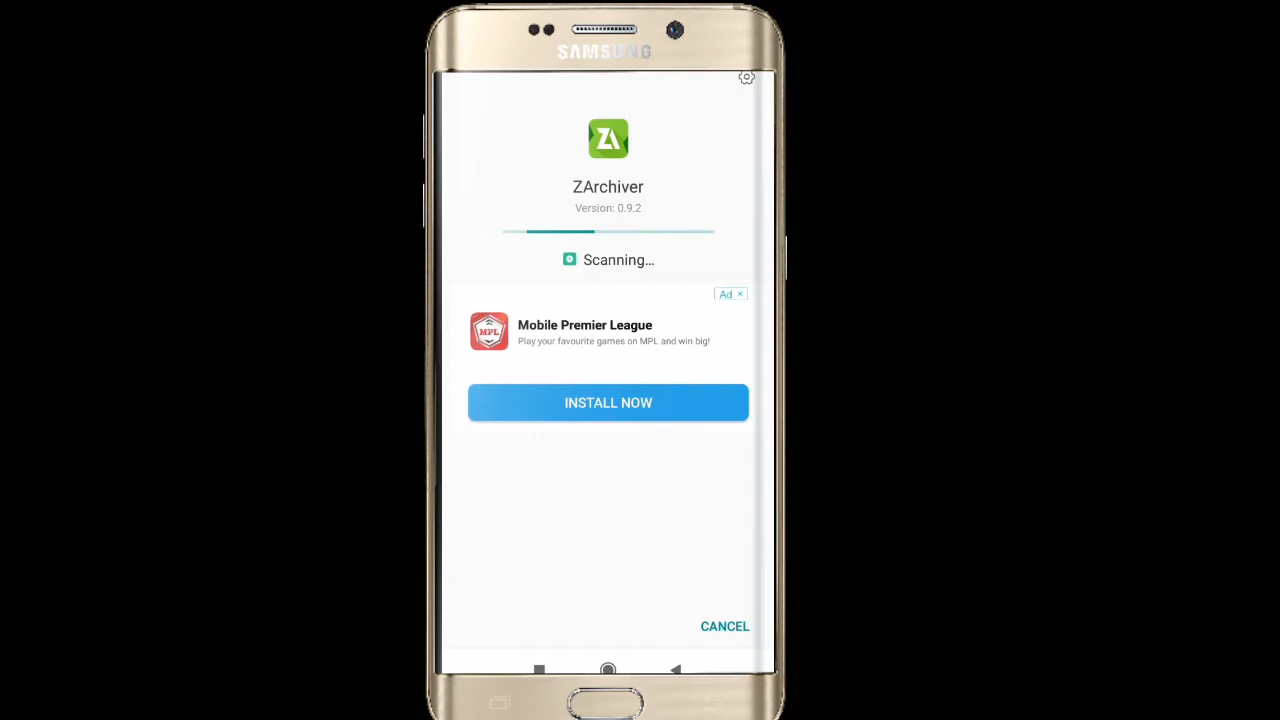 SAMSUNG
ZArchiver
Version: 0.9.2
Scanning...
Ad ×
Mobile Premier League
Play your favourite games on MPL and win big!
MPL
INSTALL NOW
CANCEL